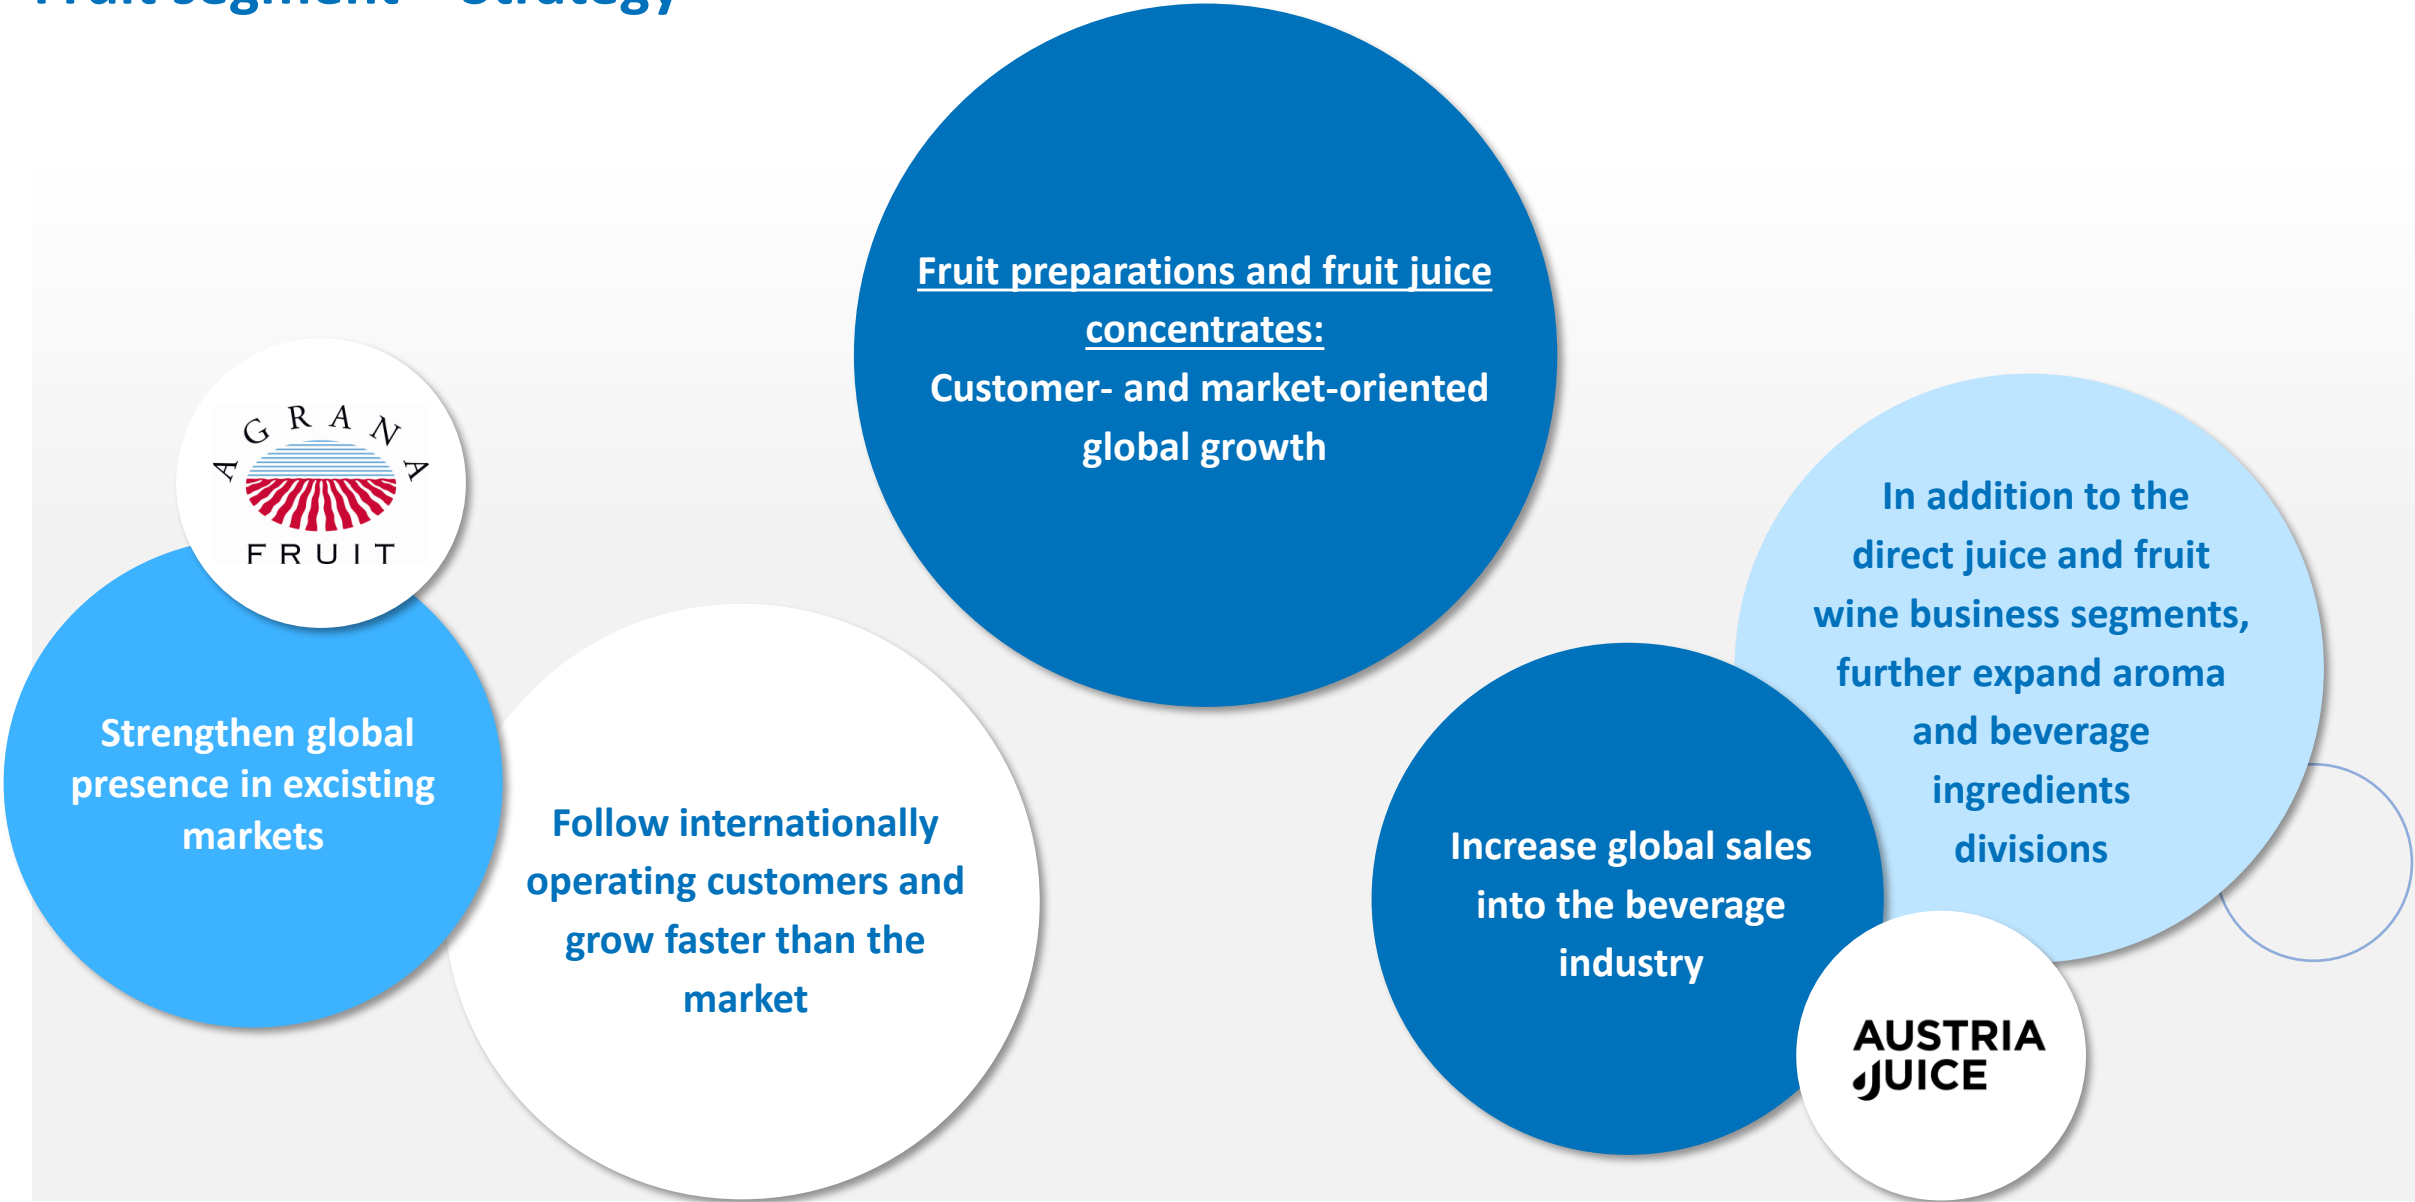 Fruit segment – Strategy
Fruit preparations and fruit juice
concentrates:
Customer- and market-oriented
global growth
AGRANA
FRUIT
Strengthen global
presence in excisting
markets
Follow internationally
operating customers and
grow faster than the
market
In addition to the
direct juice and fruit
wine business segments,
further expand aroma
and beverage
ingredients
divisions
Increase global sales
into the beverage
industry
AUSTRIA
JUICE